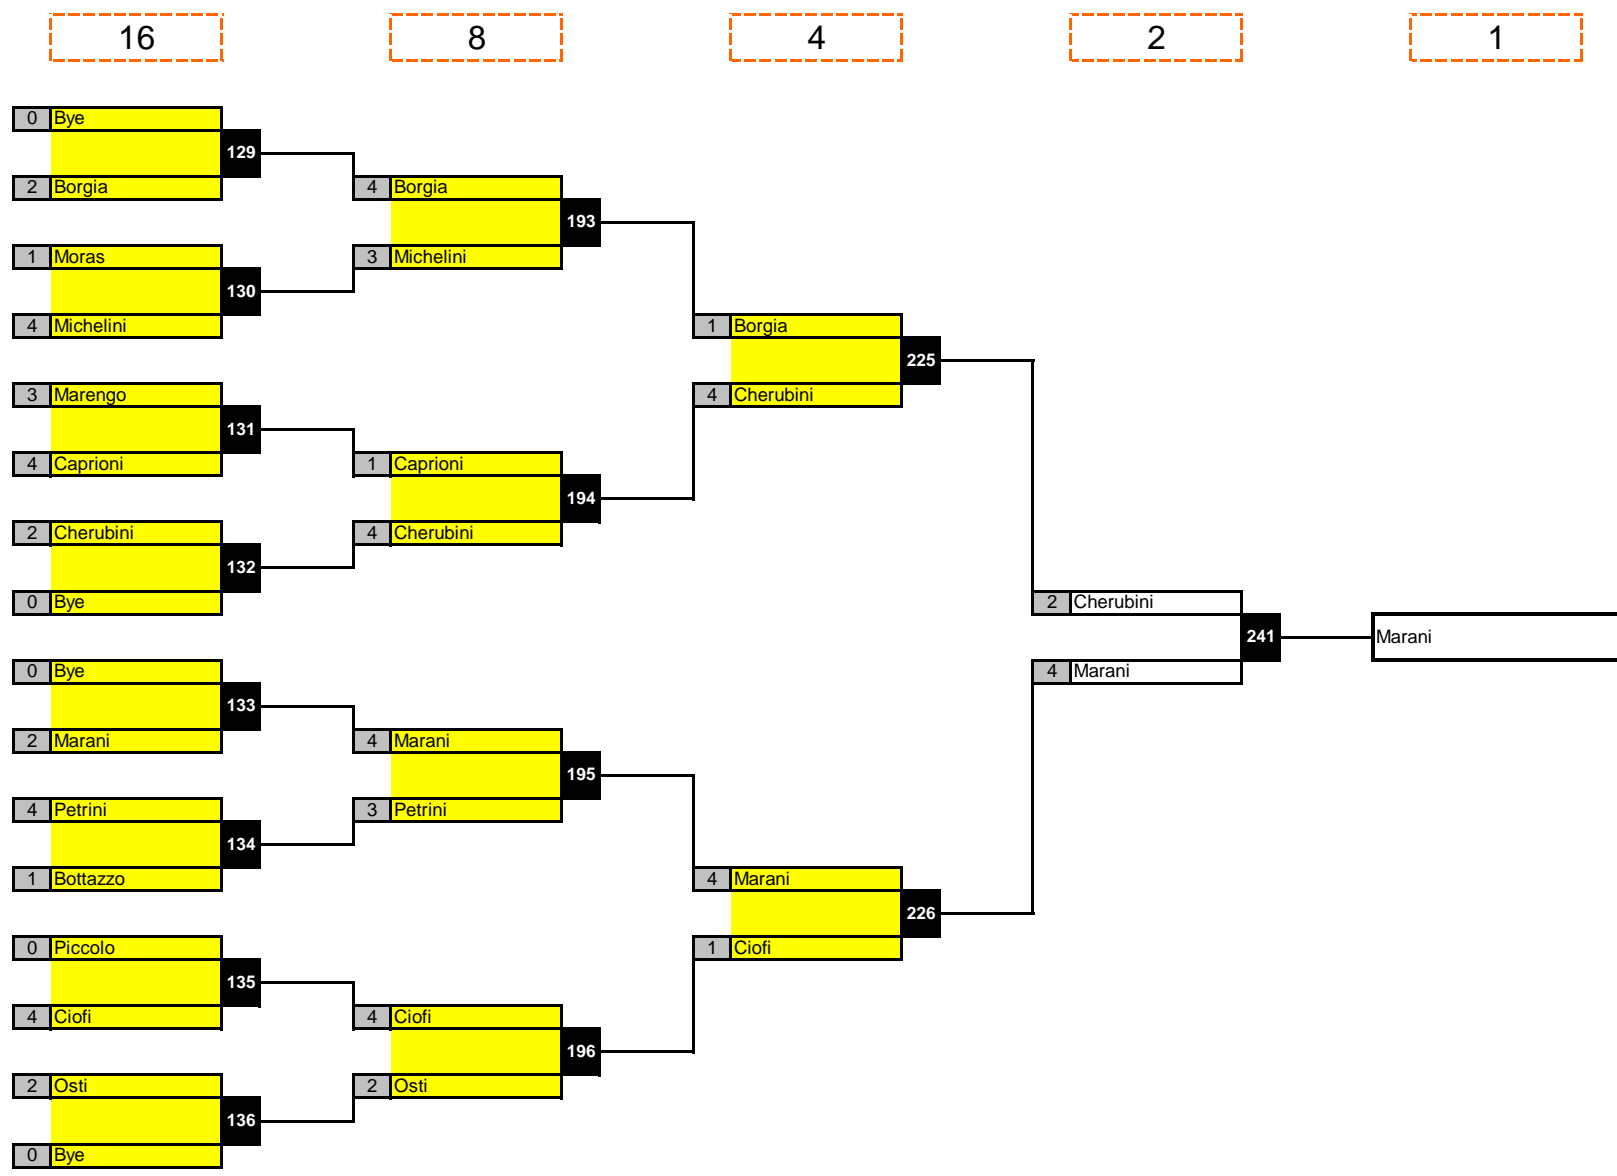 16 8 4 2 1
0 Bye
129
2 Borgia
4 Borgia
193
1 Moras
3 Michelini
130
4 Michelini
1 Borgia
225
3 Marengo
4 Cherubini
131
4 Caprioni
1 Caprioni
194
2 Cherubini
4 Cherubini
132
0 Bye
2 Cherubini
241
Marani
0 Bye
4 Marani
133
2 Marani
4 Marani
195
4 Petrini
3 Petrini
134
1 Bottazzo
4 Marani
226
0 Piccolo
1 Ciofi
135
4 Ciofi
4 Ciofi
196
2 Osti
2 Osti
136
0 Bye